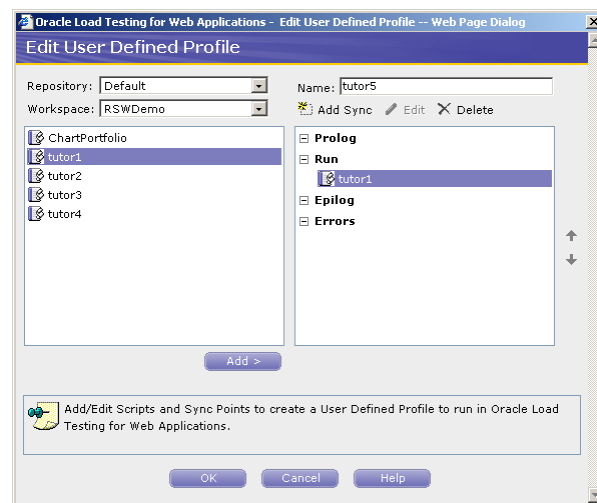 Oracle Load Testing for Web Applications - Edit User Defined Profile -- Web Page Dialog
Edit User Defined Profile
Repository: Default
Workspace: RSWDemo
Name: tutor5
Add Sync Edit Delete
ChartPortfolio
tutor1
tutor2
tutor3
tutor4
Prolog
Run
tutor1
Epilog
Errors
Add >
Add/Edit Scripts and Sync Points to create a User Defined Profile to run in Oracle Load
Testing for Web Applications.
OK Cancel Help